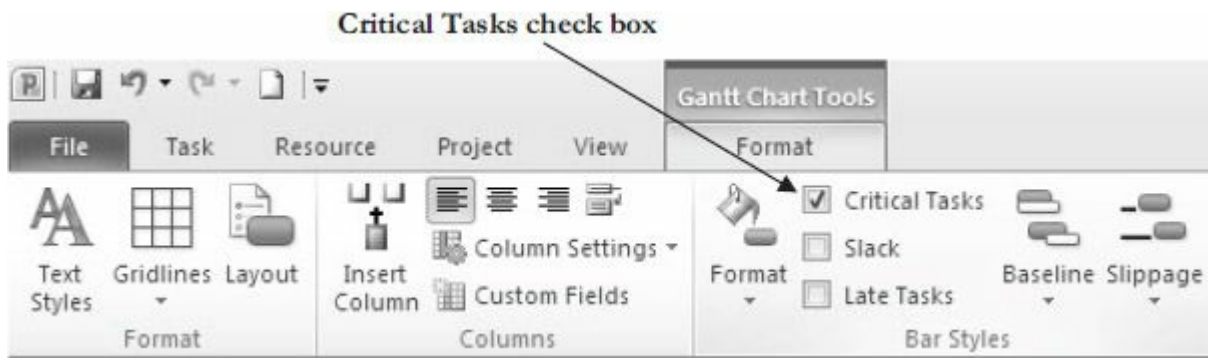 Critical Tasks check box
Gantt Chart Tools
File Task Resource Project View Format
Text Styles
Gridlines
Layout
Insert Column
Column Settings
Custom Fields
Format
Critical Tasks
Slack
Late Tasks
Baseline
Slippage
Format Columns Bar Styles